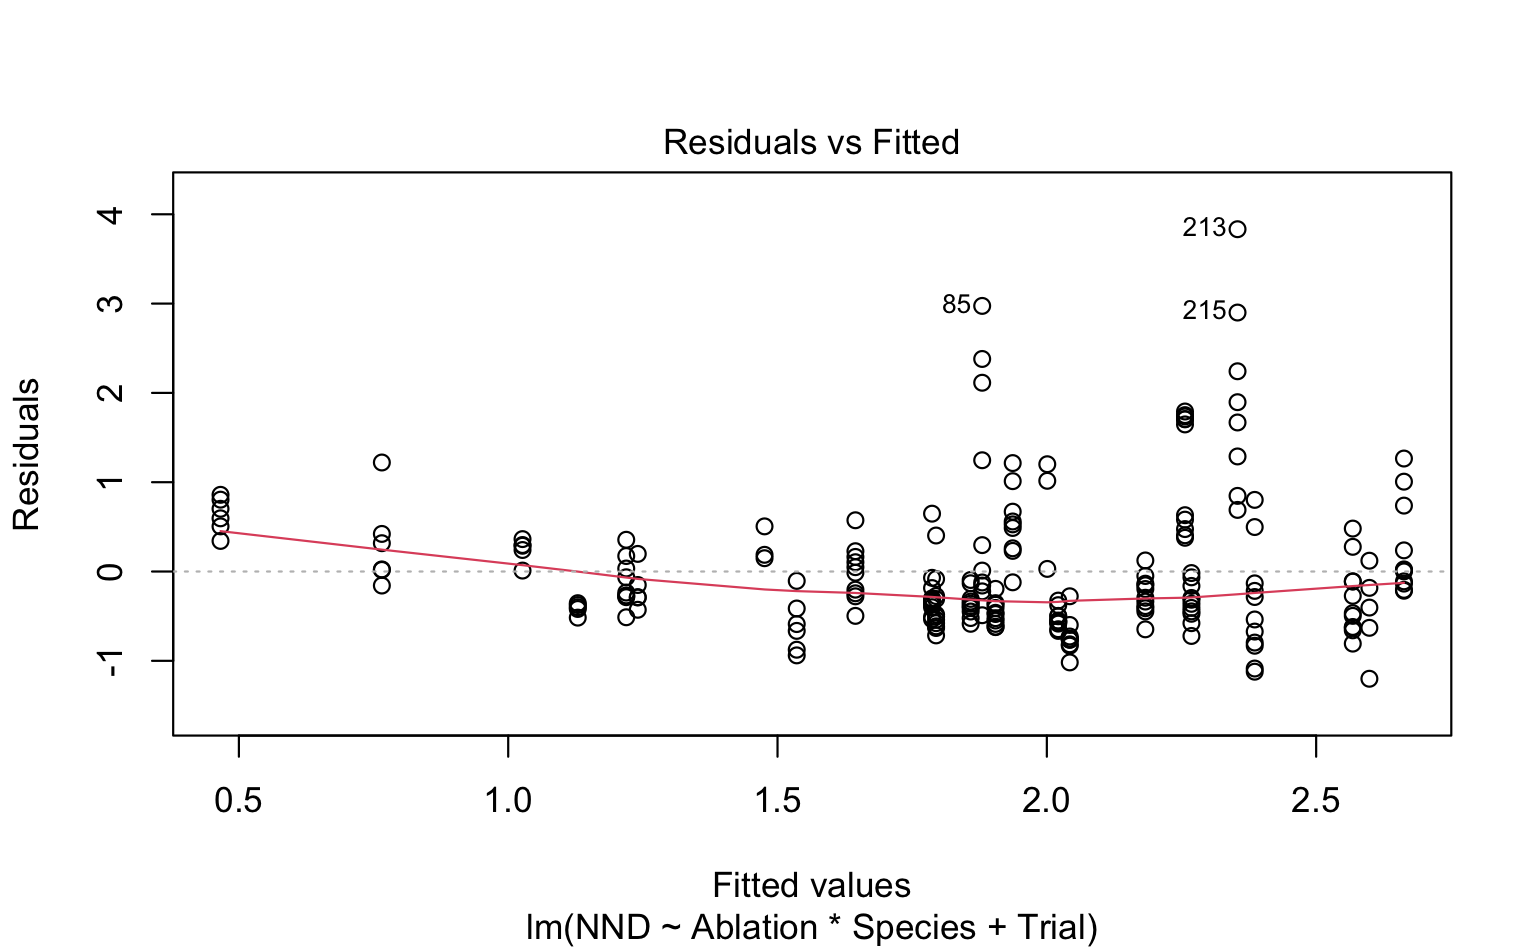 Residuals vs Fitted
Residuals
4
3
2
1
0
-1
213
85
215
0.5 1.0 1.5 2.0 2.5
Fitted values
lm(NND ~ Ablation * Species + Trial)